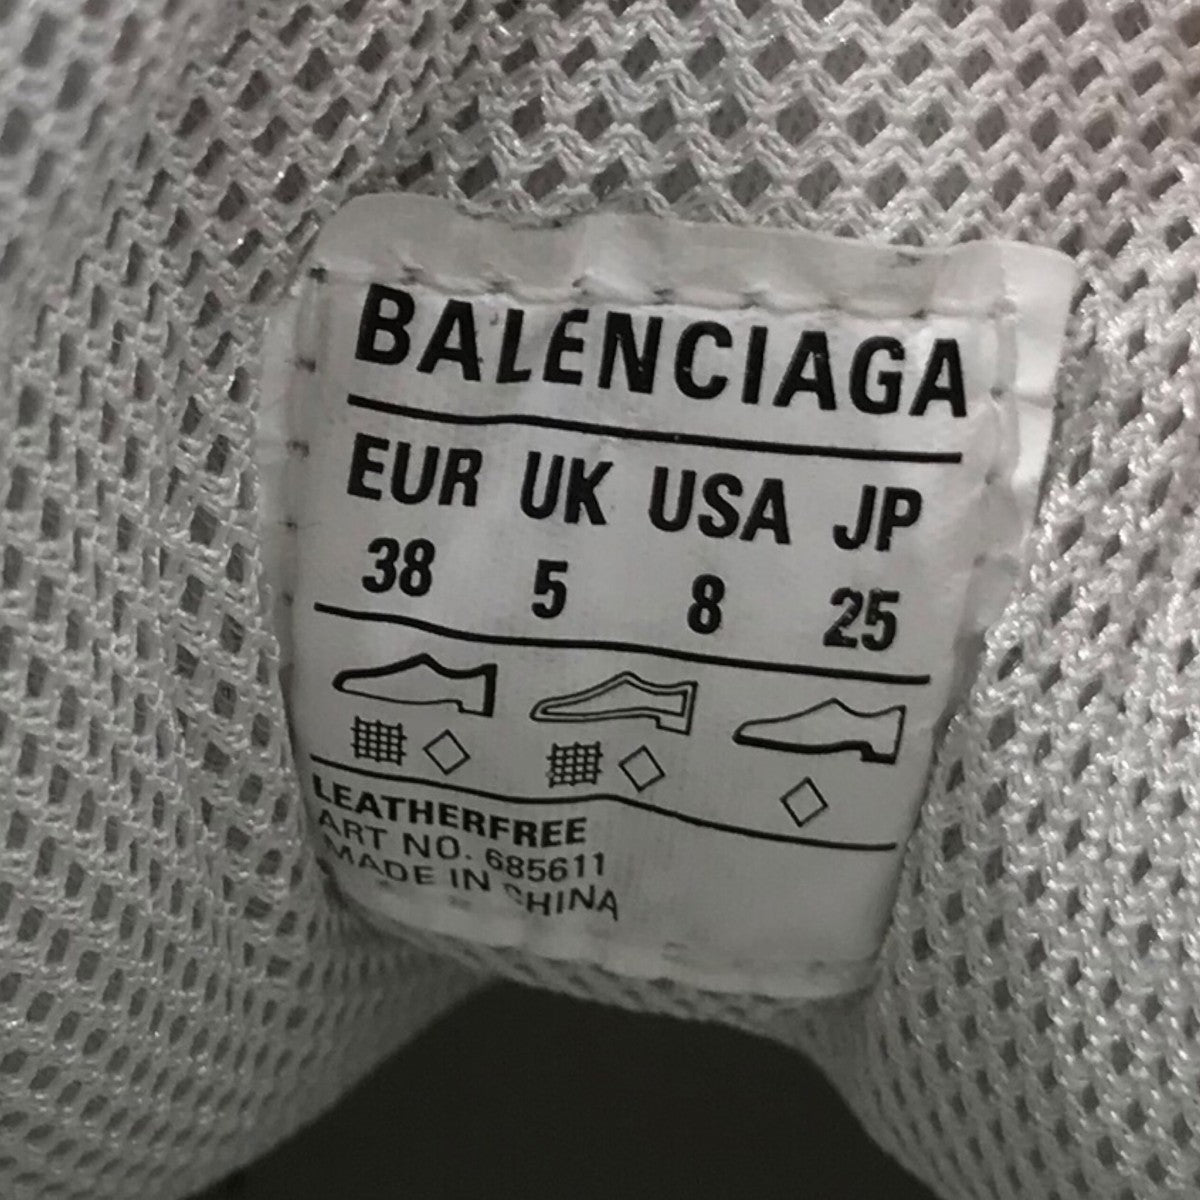 BALENCIAGA
EUR UK USA JP
38 5 8 25
LEATHERFREE
ART NO. 685611
MADE IN CHINA